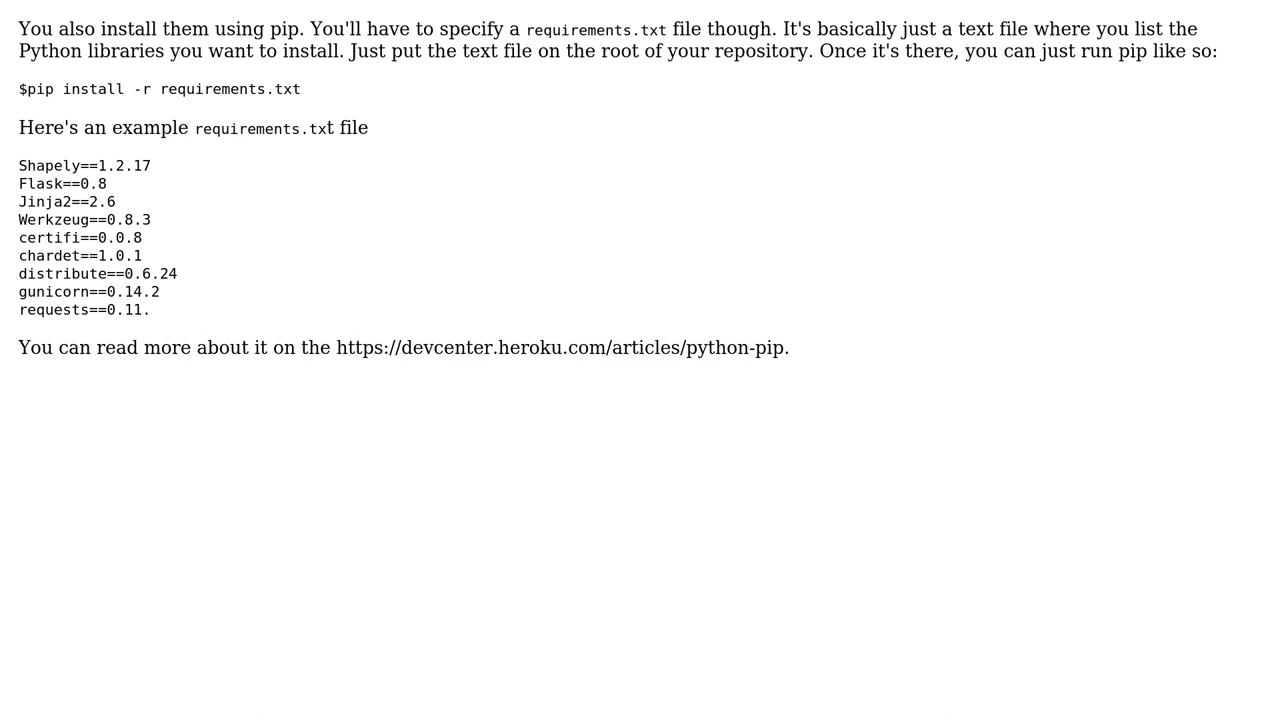 You also install them using pip. You'll have to specify a requirements.txt file though. It's basically just a text file where you list the
Python libraries you want to install. Just put the text file on the root of your repository. Once it's there, you can just run pip like so:
$pip install -r requirements.txt
Here's an example requirements.txt file
Shapely==1.2.17
Flask==0.8
Jinja2==2.6
Werkzeug==0.8.3
certifi==0.0.8
chardet==1.0.1
distribute==0.6.24
gunicorn==0.14.2
requests==0.11.
You can read more about it on the https://devcenter.heroku.com/articles/python-pip.